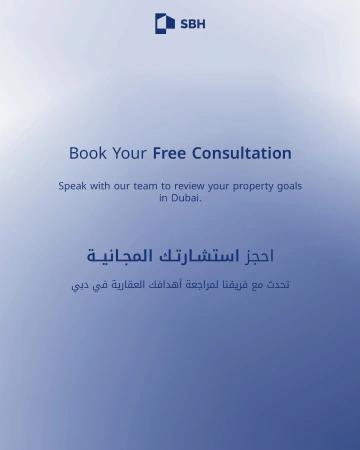 SBH
Book Your Free Consultation
Speak with our team to review your property goals
in Dubai.
احجز استشارتك المجانية
تحدث مع فريقنا لمراجعة أهدافك العقارية في دبي